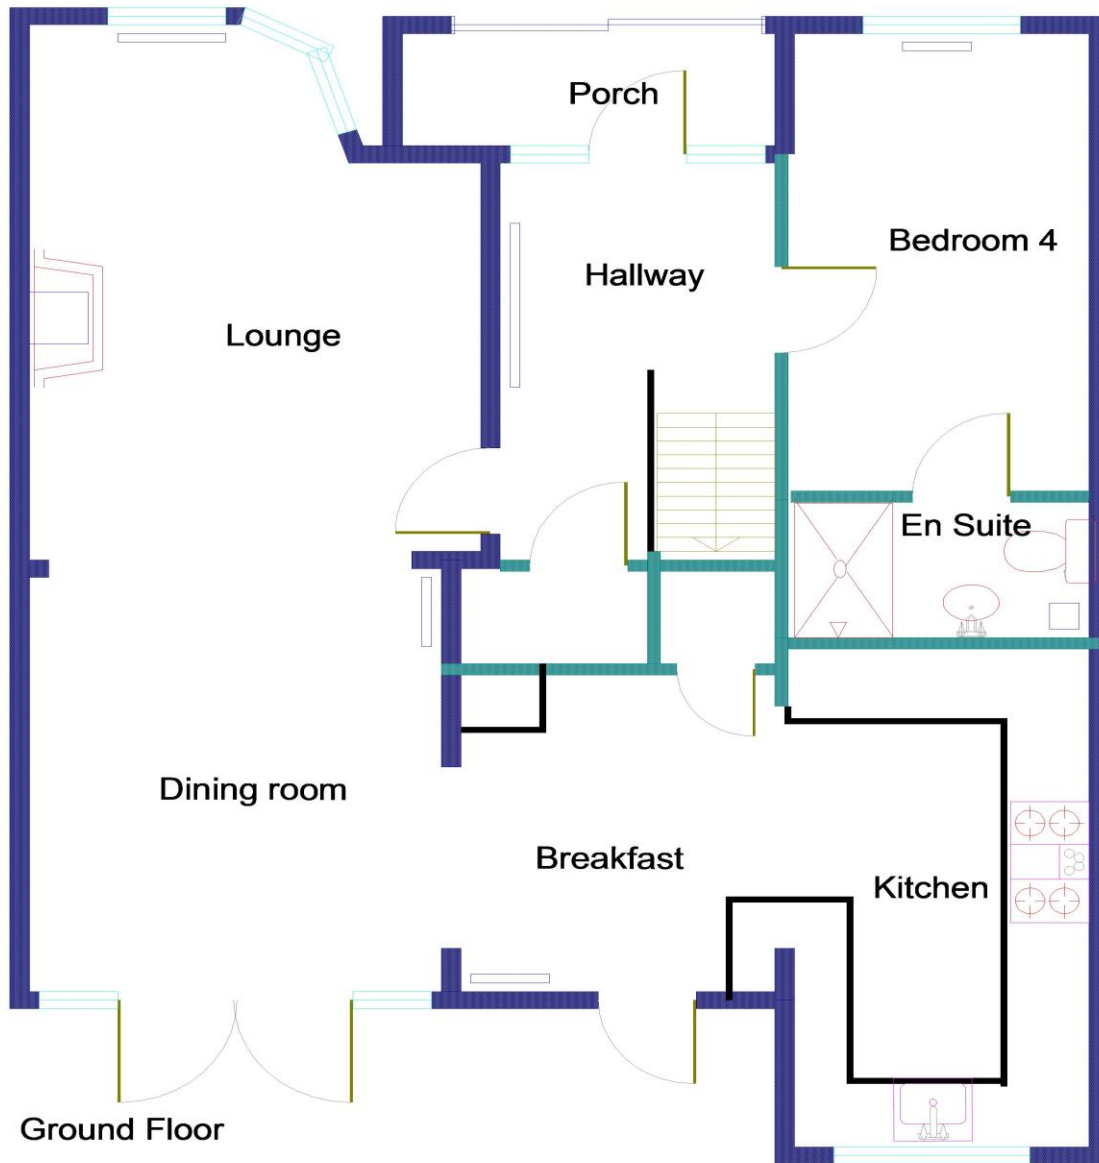 Porch
Bedroom 4
Hallway
Lounge
En Suite
Dining room
Breakfast
Kitchen
Ground Floor